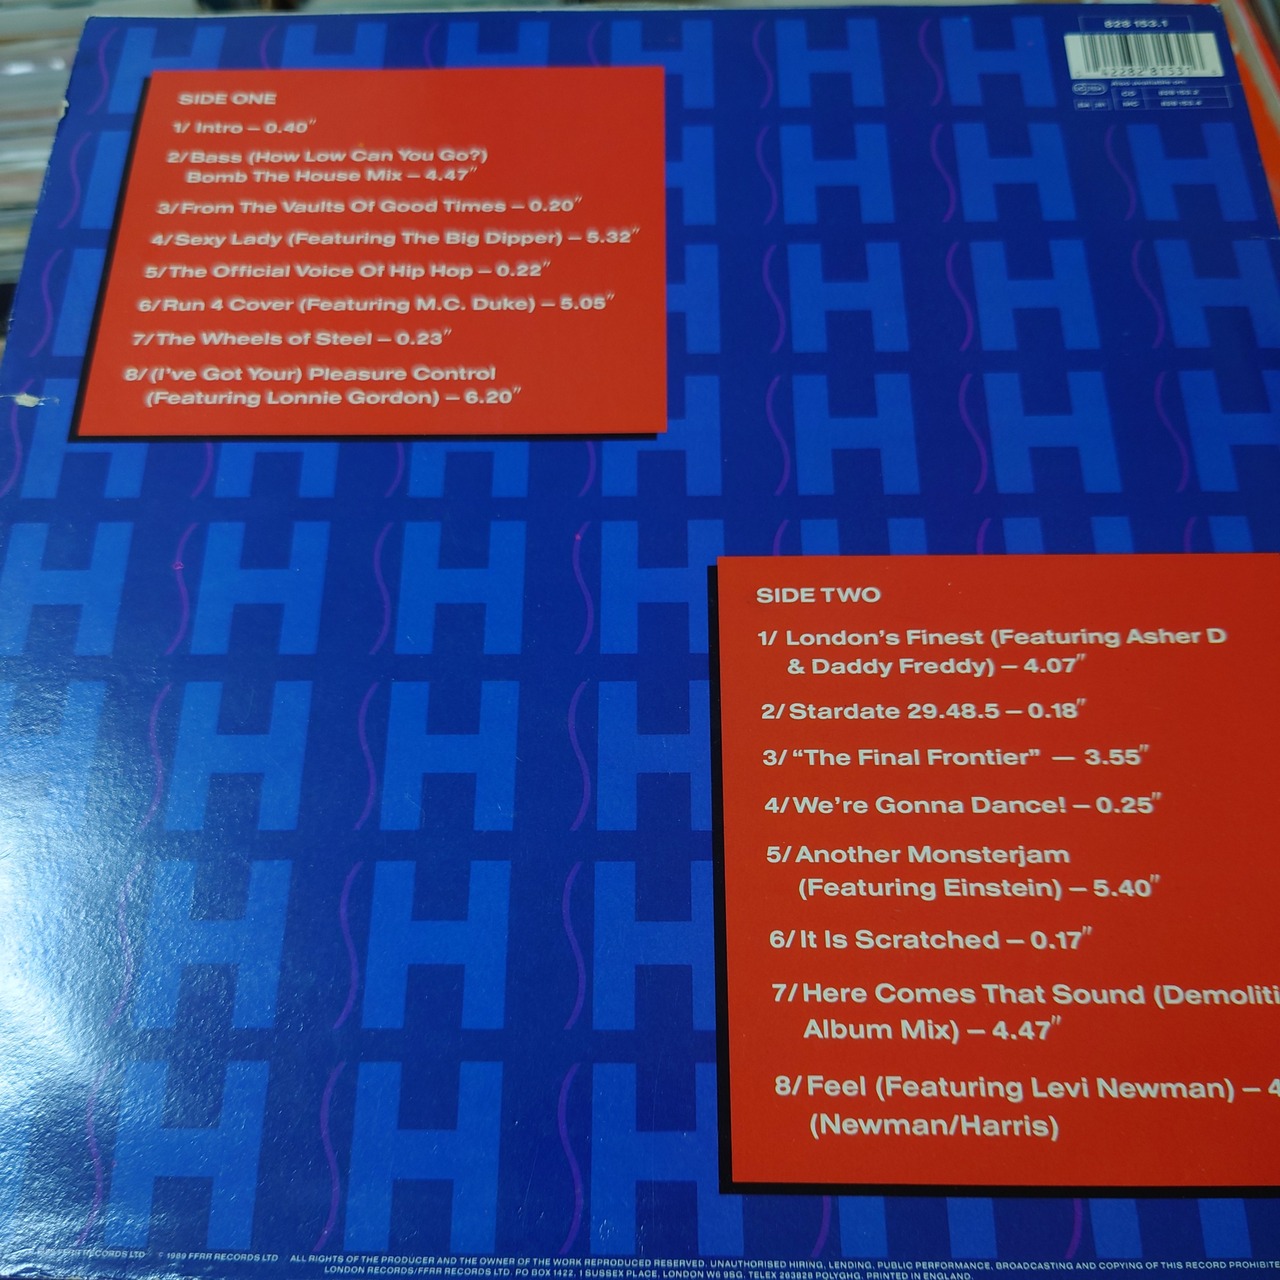 828 153.1
SIDE ONE
1/ Intro – 0.40″
2/ Bass (How Low Can You Go?)
Bomb The House Mix – 4.47″
3/ From The Vaults Of Good Times – 0.20″
4/ Sexy Lady (Featuring The Big Dipper) – 5.32″
5/ The Official Voice Of Hip Hop – 0.22″
6/ Run 4 Cover (Featuring M.C. Duke) – 5.05″
7/ The Wheels of Steel – 0.23″
8/ (I've Got Your) Pleasure Control
(Featuring Lonnie Gordon) – 6.20″
SIDE TWO
1/ London's Finest (Featuring Asher D
& Daddy Freddy) – 4.07″
2/ Stardate 29.48.5 – 0.18″
3/ “The Final Frontier” – 3.55″
4/ We're Gonna Dance! – 0.25″
5/ Another Monsterjam
(Featuring Einstein) – 5.40″
6/ It Is Scratched – 0.17″
7/ Here Comes That Sound (Demoliti
Album Mix) – 4.47″
8/ Feel (Featuring Levi Newman) – 4
(Newman/Harris)
RECORDS LTD © 1989 FFRR RECORDS LTD ALL RIGHTS OF THE PRODUCER AND THE OWNER OF THE WORK REPRODUCED RESERVED. UNAUTHORISED HIRING, LENDING, PUBLIC PERFORMANCE, BROADCASTING AND COPYING OF THIS RECORD PROHIBITE
LONDON RECORDS/FFRR RECORDS LTD. PO BOX 1422, 1 SUSSEX PLACE, LONDON W6 9SG. TELEX 263828 POLYGHG. PRINTED IN ENGLAND.